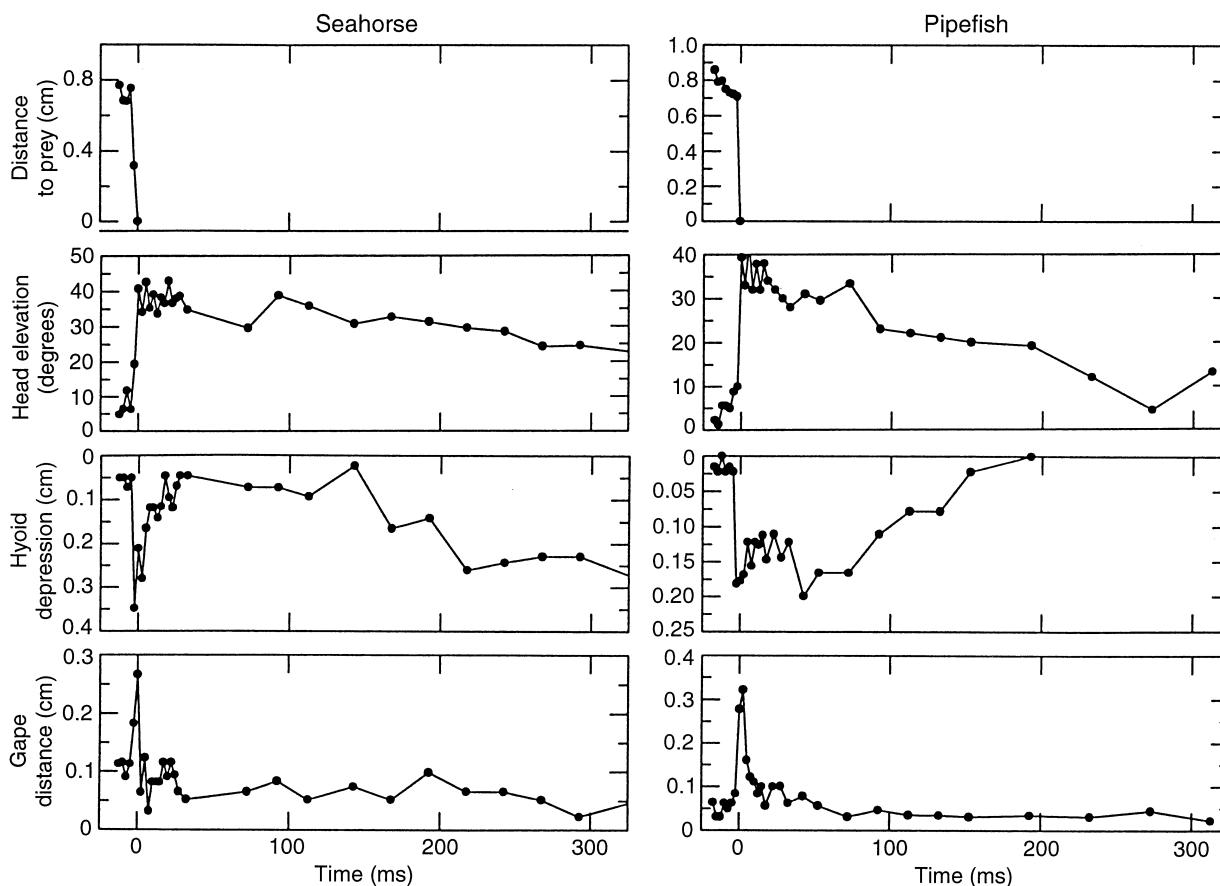 Seahorse
Pipefish
Distance
to prey (cm)
0.8
0.4
0
1.0
0.8
0.6
0.4
0.2
0
Head elevation
(degrees)
50
40
30
20
10
0
40
30
20
10
0
Hyoid
depression (cm)
0
0.1
0.2
0.3
0.4
0
0.05
0.10
0.15
0.20
0.25
Gape
distance (cm)
0.3
0.2
0.1
0
0.4
0.3
0.2
0.1
0
0 100 200 300
0 100 200 300
Time (ms)
Time (ms)